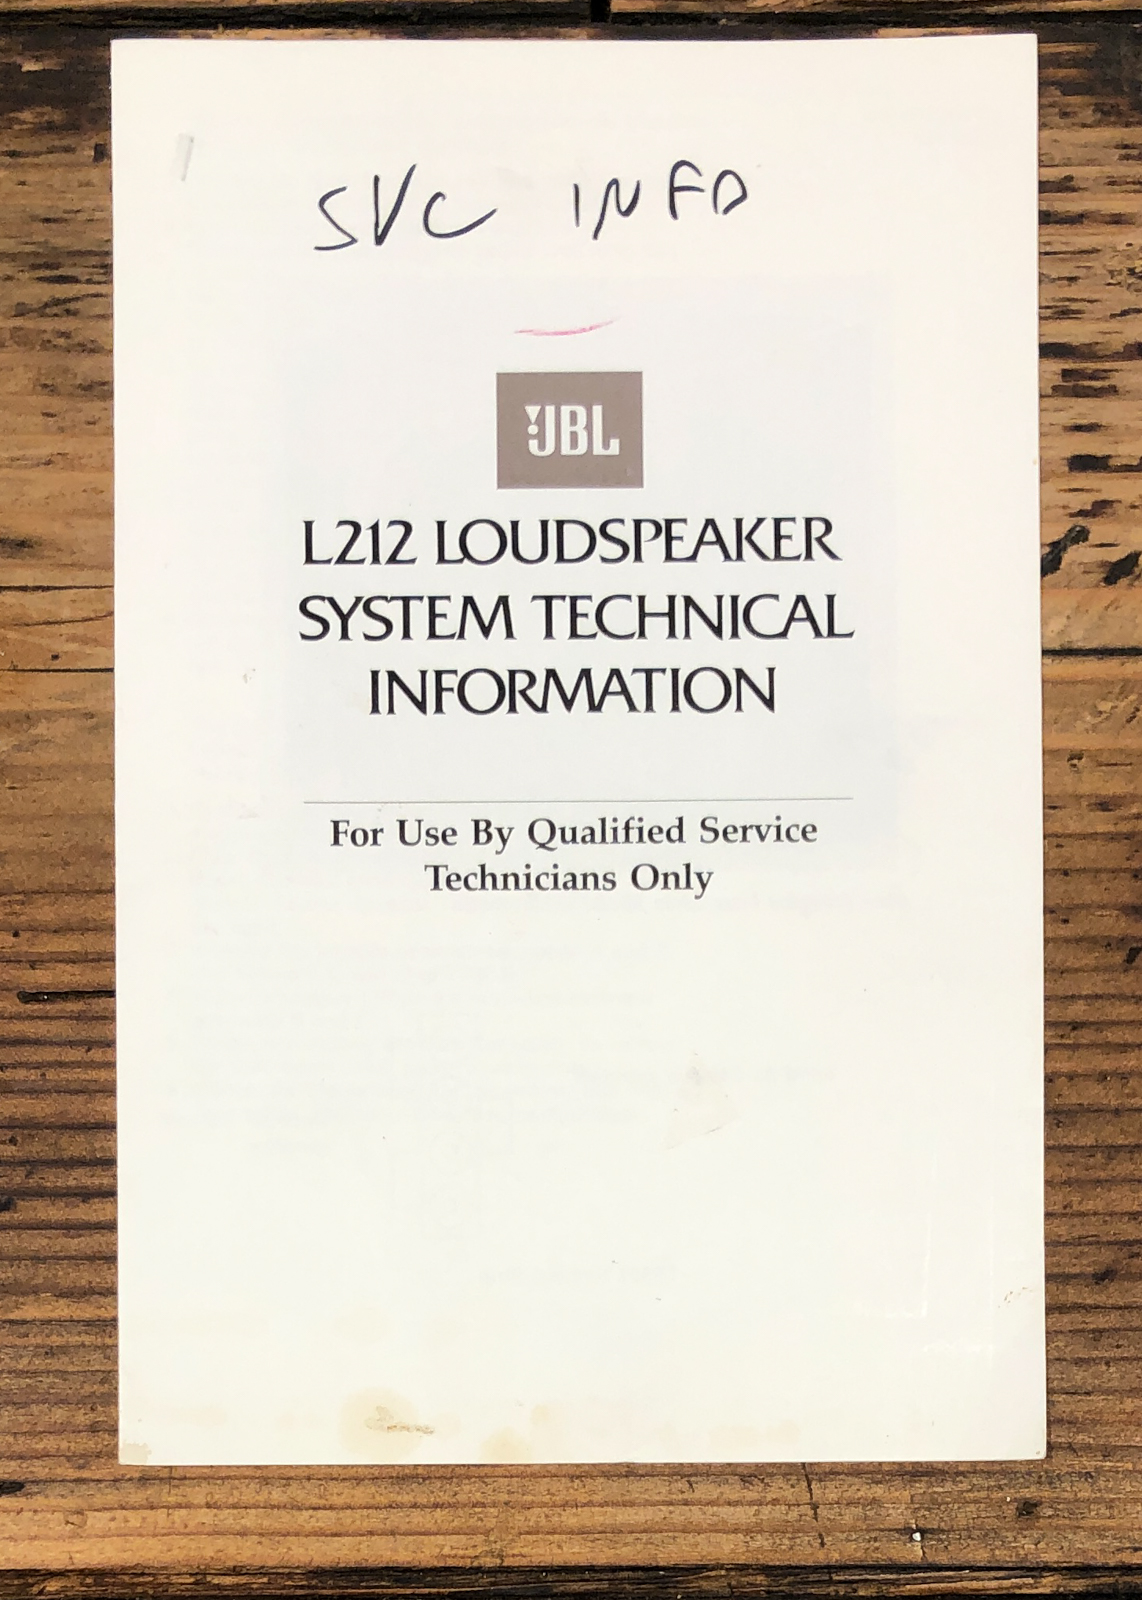 SVC INFO
JBL
L212 LOUDSPEAKER
SYSTEM TECHNICAL
INFORMATION
For Use By Qualified Service
Technicians Only